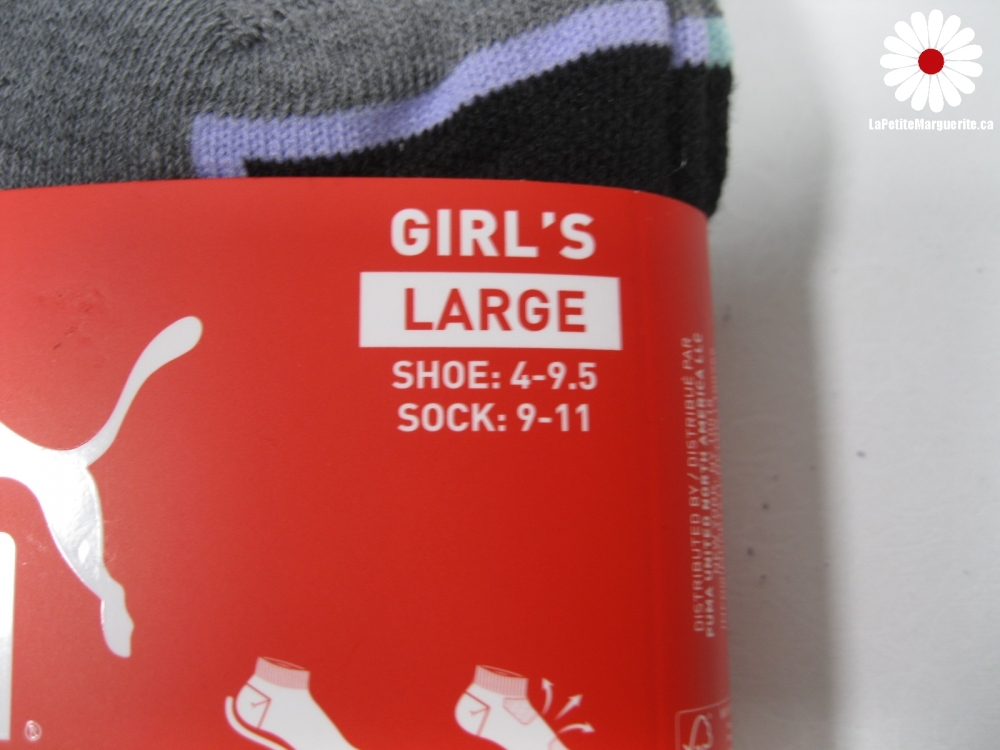 LaPetiteMarguerite.ca
GIRL'S
LARGE
SHOE: 4-9.5
SOCK: 9-11
DISTRIBUTED BY / DISTRIBUÉ PAR
PUMA UNITED NORTH AMERICA LLC
®